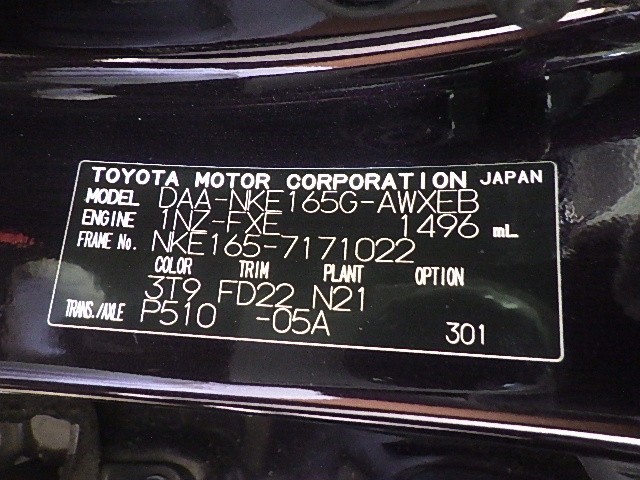 TOYOTA MOTOR CORPORATION JAPAN
MODEL DAA-NKE165G-AWXEB
ENGINE 1NZ-FXE 1496 mL
FRAME No. NKE165-7171022
COLOR TRIM PLANT OPTION
3T9 FD22 N21
TRANS./AXLE P510 -05A 301